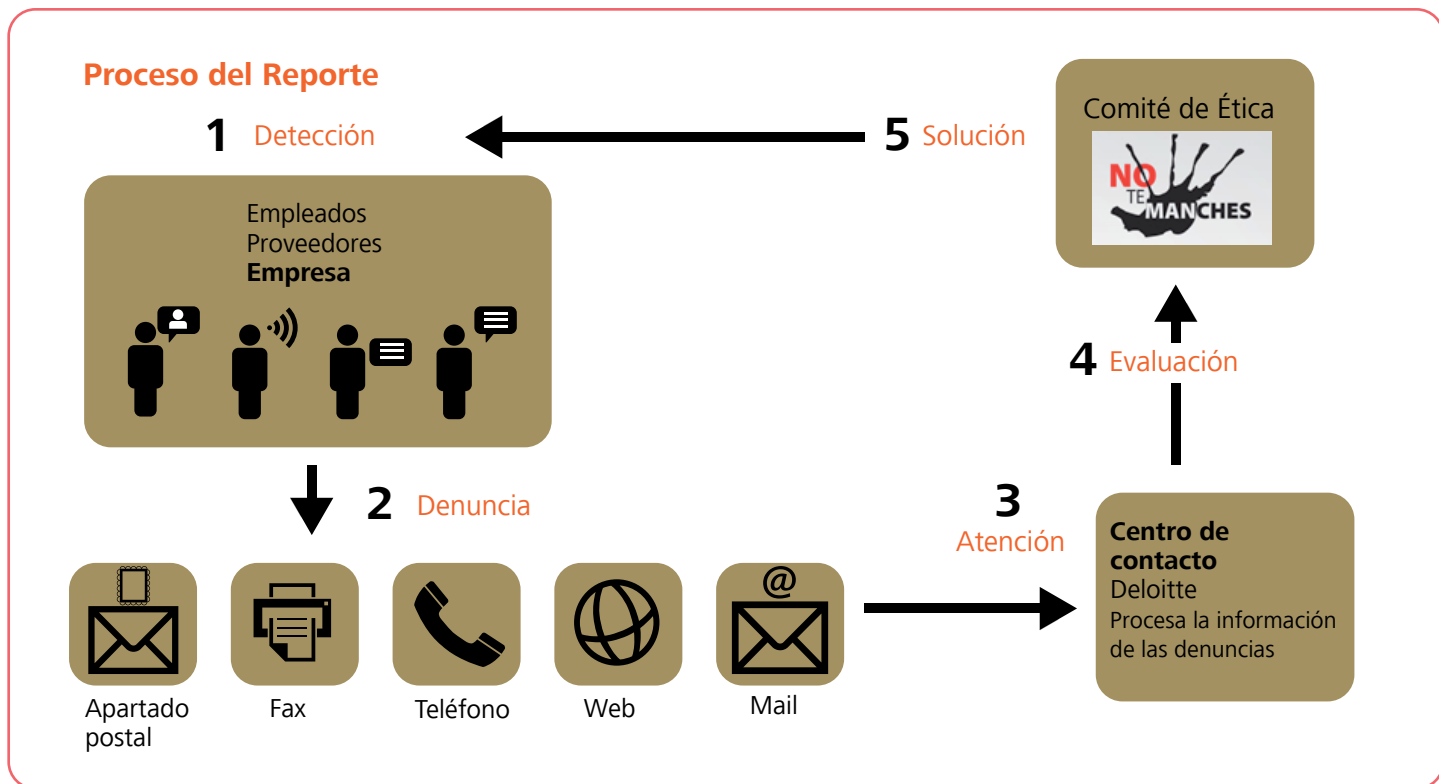 Proceso del Reporte
1 Detección
Empleados
Proveedores
Empresa
2 Denuncia
Apartado
postal
Fax
Teléfono
Web
@
Mail
3
Atención
Centro de
contacto
Deloitte
Procesa la información
de las denuncias
4 Evaluación
Comité de Ética
NO
TE
MANCHES
5 Solución